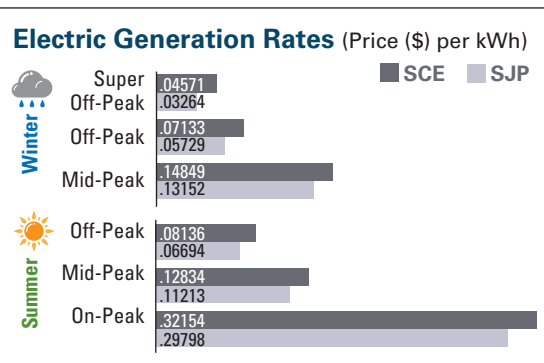 Electric Generation Rates (Price ($) per kWh)
SCE SJP
Winter
Super
Off-Peak
.04571
.03264
Off-Peak
.07133
.05729
Mid-Peak
.14849
.13152
Summer
Off-Peak
.08136
.06694
Mid-Peak
.12834
.11213
On-Peak
.32154
.29798